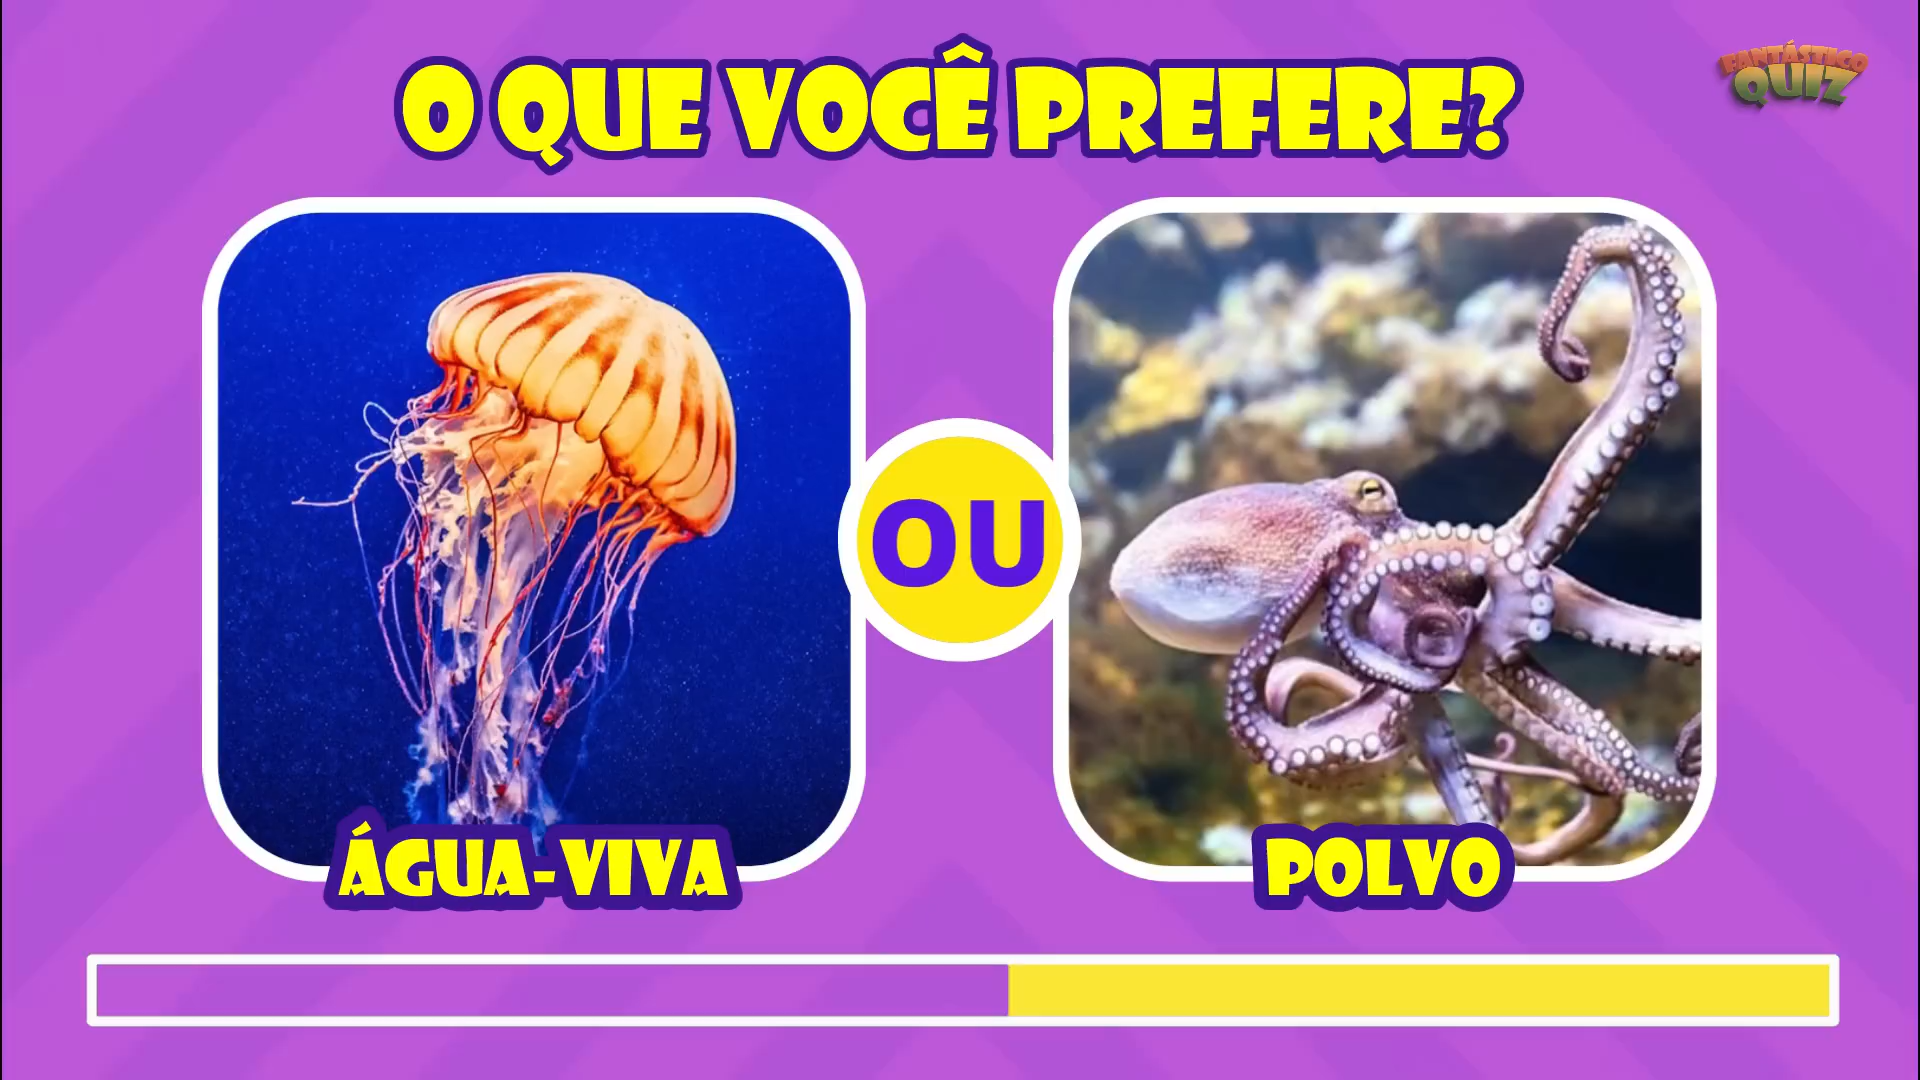 O QUE VOCÊ PREFERE?
FANTÁSTICO
QUIZ
OU
ÁGUA-VIVA
POLVO